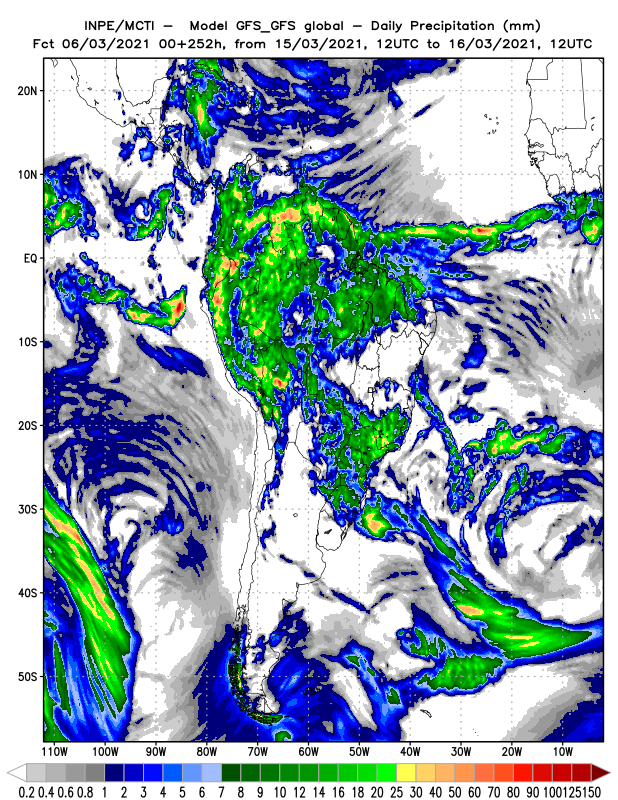 INPE/MCTI — Model GFS_GFS global — Daily Precipitation (mm)
Fct 06/03/2021 00+252h, from 15/03/2021, 12UTC to 16/03/2021, 12UTC
20N
10N
EQ
10S
20S
30S
40S
50S
110W 100W 90W 80W 70W 60W 50W 40W 30W 20W 10W
0.2 0.4 0.6 0.8 1 2 3 4 5 6 7 8 9 10 12 14 16 18 20 25 30 40 50 60 70 80 90 100 125 150